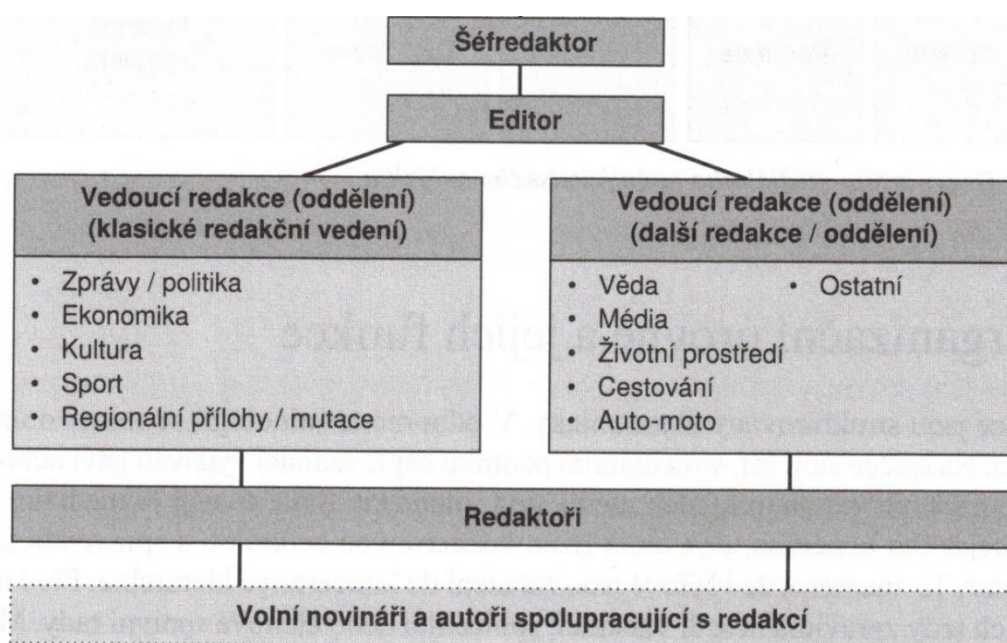 Šéfredaktor
Editor
Vedoucí redakce (oddělení)
(klasické redakční vedení)
• Zprávy / politika
• Ekonomika
• Kultura
• Sport
• Regionální přílohy / mutace
Vedoucí redakce (oddělení)
(další redakce / oddělení)
• Věda
• Média
• Životní prostředí
• Cestování
• Auto-moto
• Ostatní
Redaktoři
Volní novináři a autoři spolupracující s redakcí